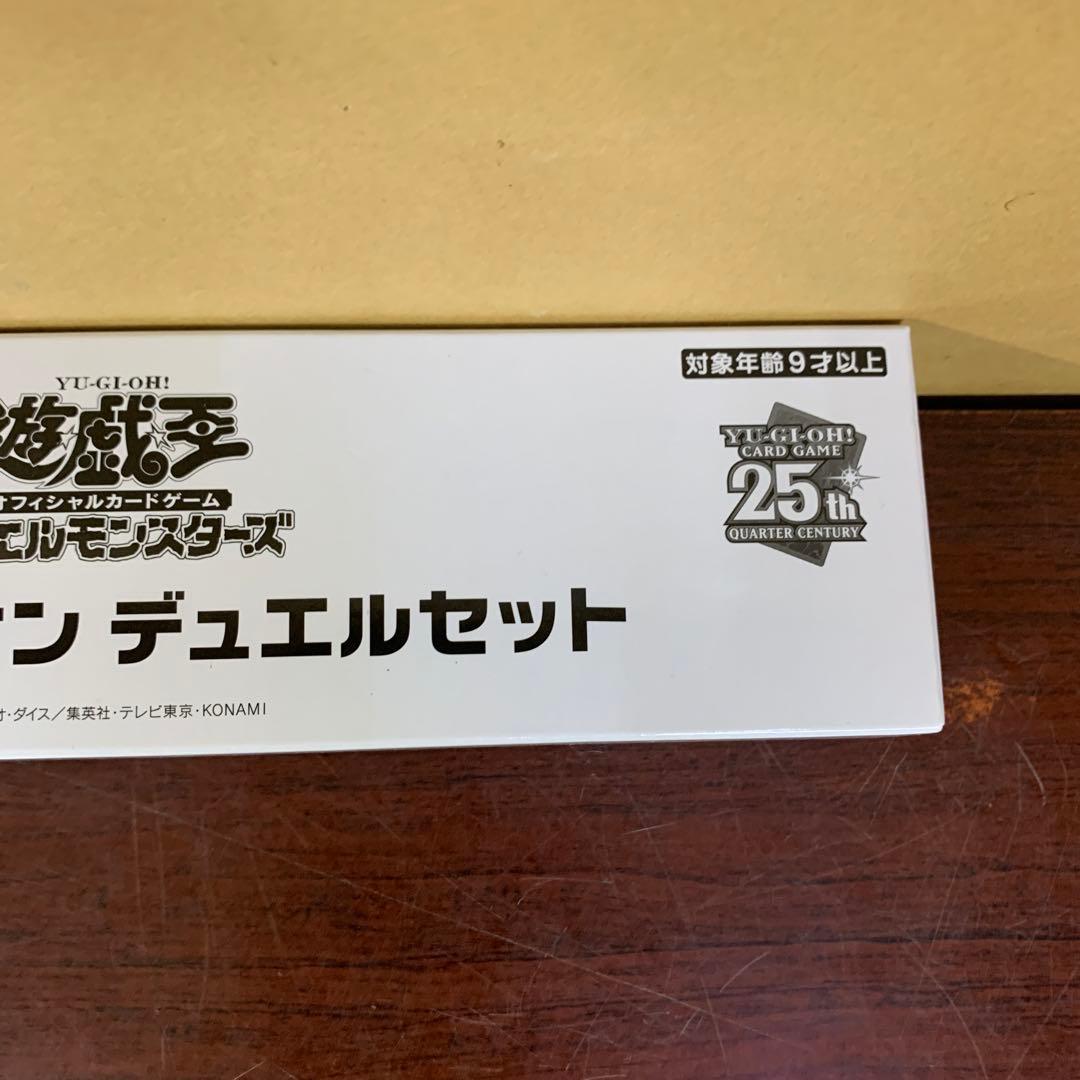 対象年齢9才以上
YU-GI-OH!
遊☆戯☆王
オフィシャルカードゲーム
エルモンスターズ
YU-GI-OH!
CARD GAME
25th
QUARTER CENTURY
ン デュエルセット
オ・ダイス／集英社・テレビ東京・KONAMI